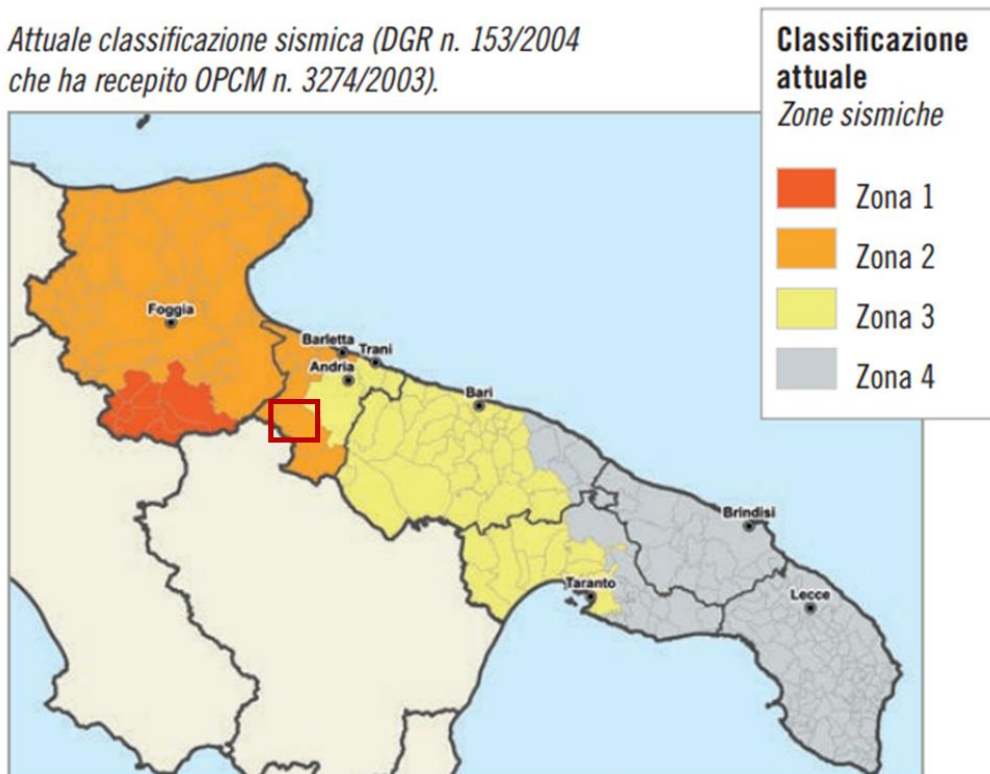 Attuale classificazione sismica (DGR n. 153/2004
che ha recepito OPCM n. 3274/2003).
Classificazione
attuale
Zone sismiche
Zona 1
Zona 2
Zona 3
Zona 4
Foggia
Barletta
Trani
Andria
Bari
Brindisi
Taranto
Lecce